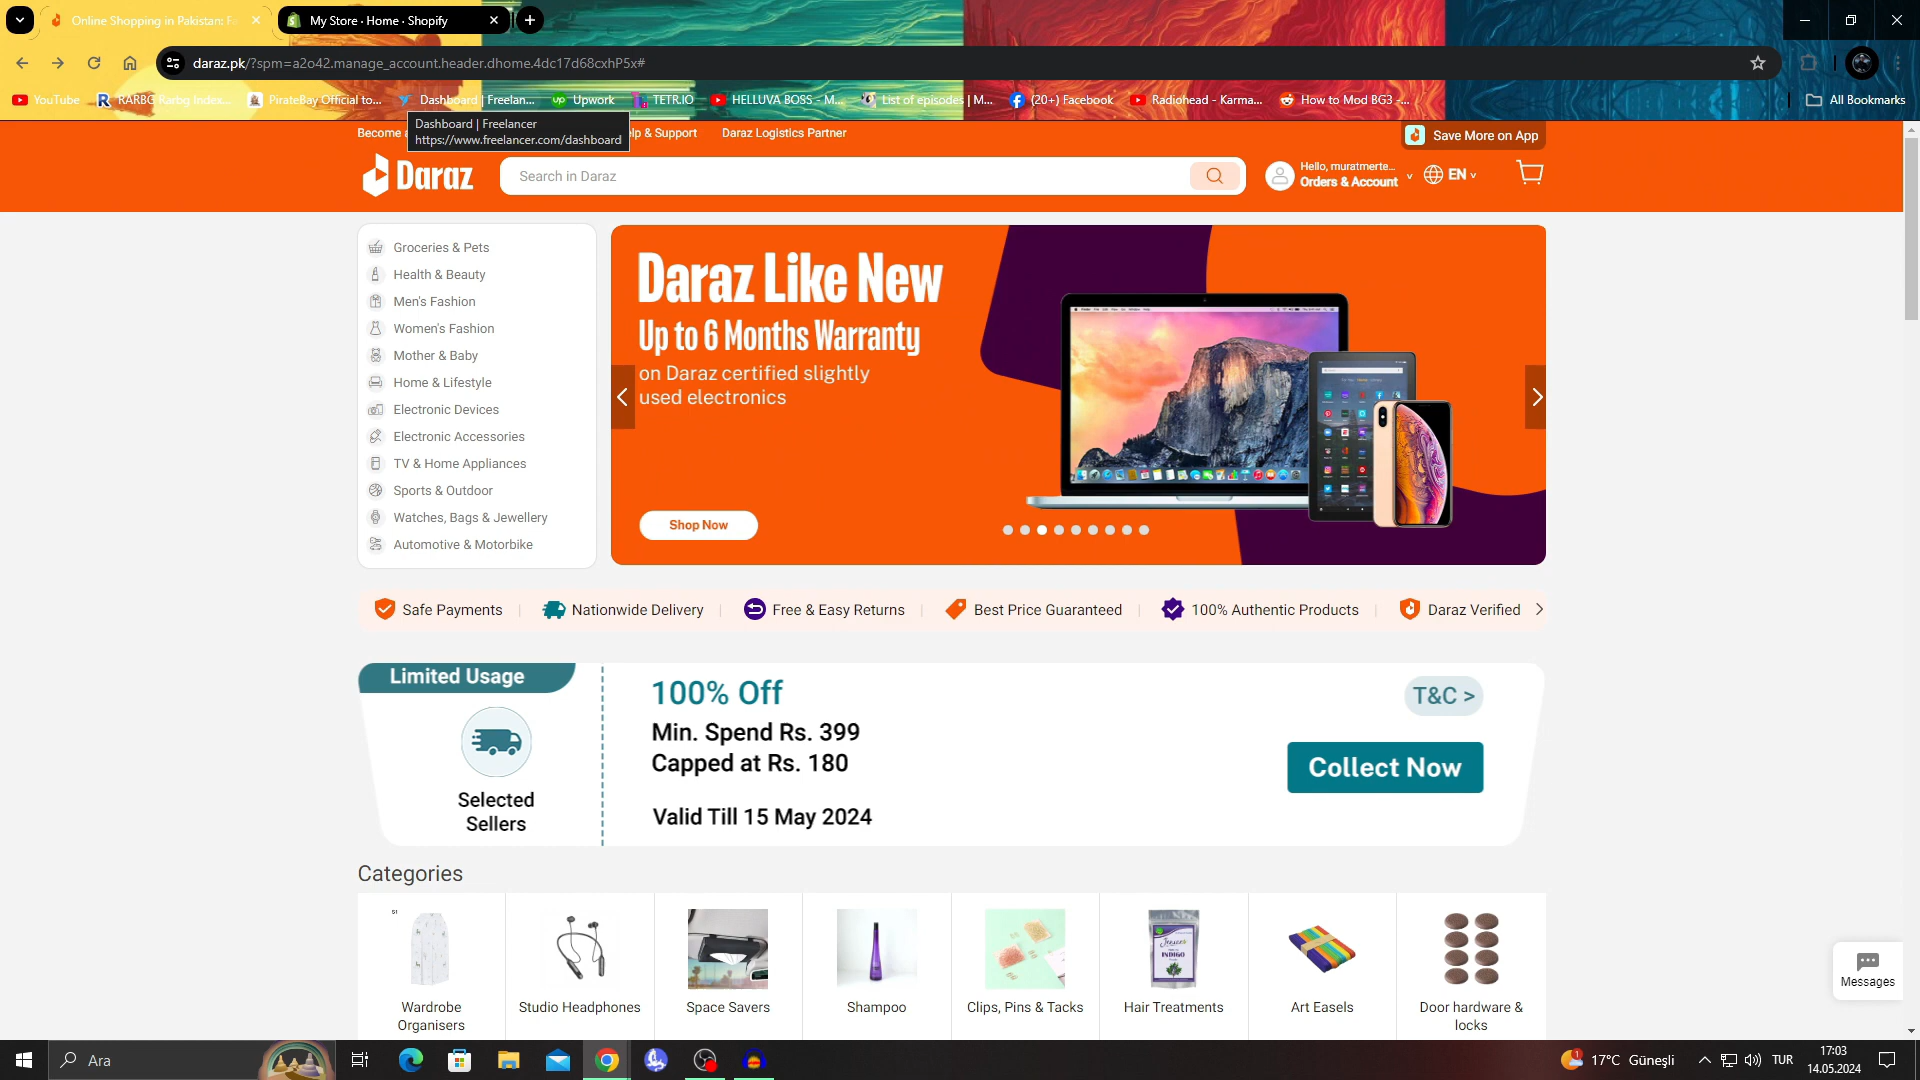 Online Shopping in Pakistan: F
My Store · Home · Shopify
daraz.pk/?spm=a2o42.manage_account.header.dhome.4dc17d68cxhP5x#
YouTube
RARBG Rarbg Index...
PirateBay Official to...
Dashboard | Freelan...
Upwork
TETR.IO
HELLUVA BOSS - M...
List of episodes | M...
(20+) Facebook
Radiohead - Karma...
How to Mod BG3 -...
All Bookmarks
Dashboard | Freelancer
https://www.freelancer.com/dashboard
Become
lp & Support
Daraz Logistics Partner
Save More on App
Daraz
Search in Daraz
Hello, muratmerte...
Orders & Account
EN
Groceries & Pets
Health & Beauty
Men's Fashion
Women's Fashion
Mother & Baby
Home & Lifestyle
Electronic Devices
Electronic Accessories
TV & Home Appliances
Sports & Outdoor
Watches, Bags & Jewellery
Automotive & Motorbike
Daraz Like New
Up to 6 Months Warranty
on Daraz certified slightly
used electronics
Shop Now
Safe Payments
Nationwide Delivery
Free & Easy Returns
Best Price Guaranteed
100% Authentic Products
Daraz Verified
Limited Usage
Selected
Sellers
100% Off
Min. Spend Rs. 399
Capped at Rs. 180
Valid Till 15 May 2024
T&C >
Collect Now
Categories
Wardrobe
Organisers
Studio Headphones
Space Savers
Shampoo
Clips, Pins & Tacks
INDIGO
Hair Treatments
Art Easels
Door hardware &
locks
Messages
Ara
1
17°C Güneşli
TUR
17:03
14.05.2024